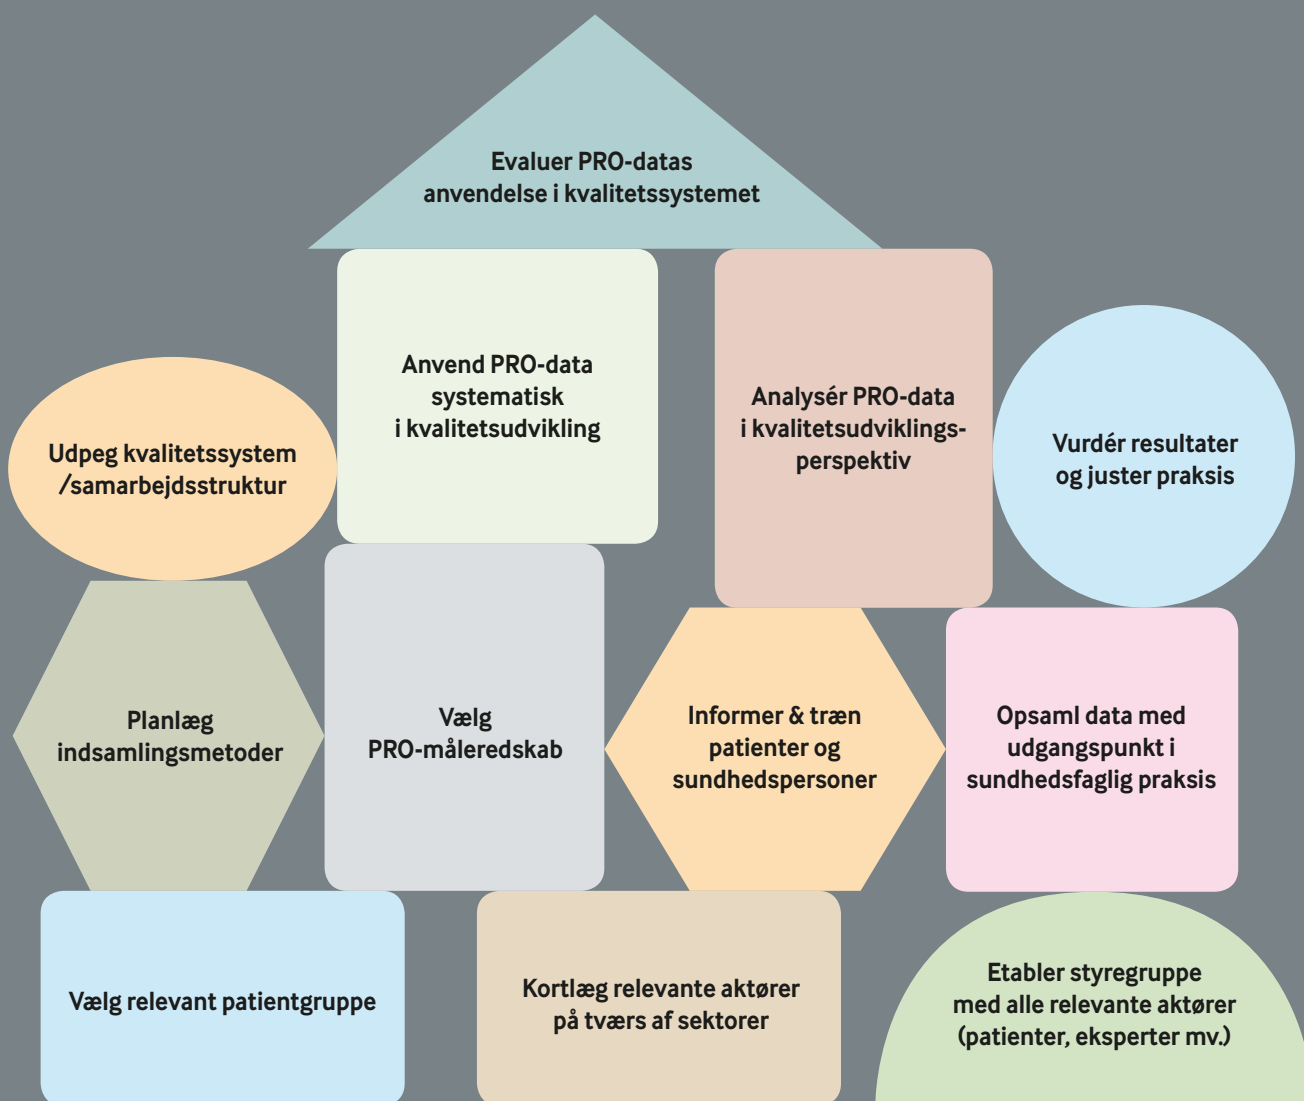 Evaluer PRO-datas
anvendelse i kvalitetssystemet
Anvend PRO-data
systematisk
i kvalitetsudvikling
Analysér PRO-data
i kvalitetsudviklings-
perspektiv
Udpeg kvalitetssystem
/samarbejdsstruktur
Vurdér resultater
og juster praksis
Planlæg
indsamlingsmetoder
Vælg
PRO-måleredskab
Informer & træn
patienter og
sundhedspersoner
Opsaml data med
udgangspunkt i
sundhedsfaglig praksis
Vælg relevant patientgruppe
Kortlæg relevante aktører
på tværs af sektorer
Etabler styregruppe
med alle relevante aktører
(patienter, eksperter mv.)